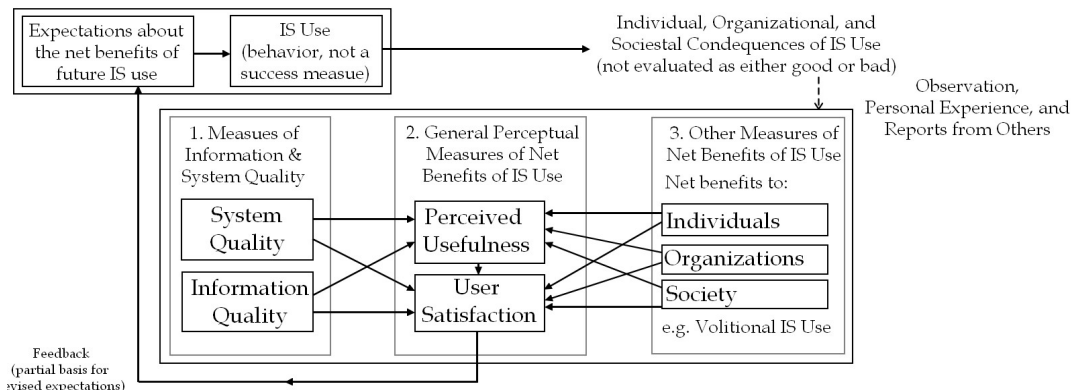 Expectations about
the net benefits of
future IS use
IS Use
(behavior, not a
success measue)
Individual, Organizational, and
Sociestal Condequences of IS Use
(not evaluated as either good or bad)
Observation,
Personal Experience, and
Reports from Others
1. Measues of
Information &
System Quality
System
Quality
Information
Quality
2. General Perceptual
Measures of Net
Benefits of IS Use
Perceived
Usefulness
User
Satisfaction
3. Other Measures of
Net Benefits of IS Use
Net benefits to:
Individuals
Organizations
Society
e.g. Volitional IS Use
Feedback
(partial basis for
evised expectations)